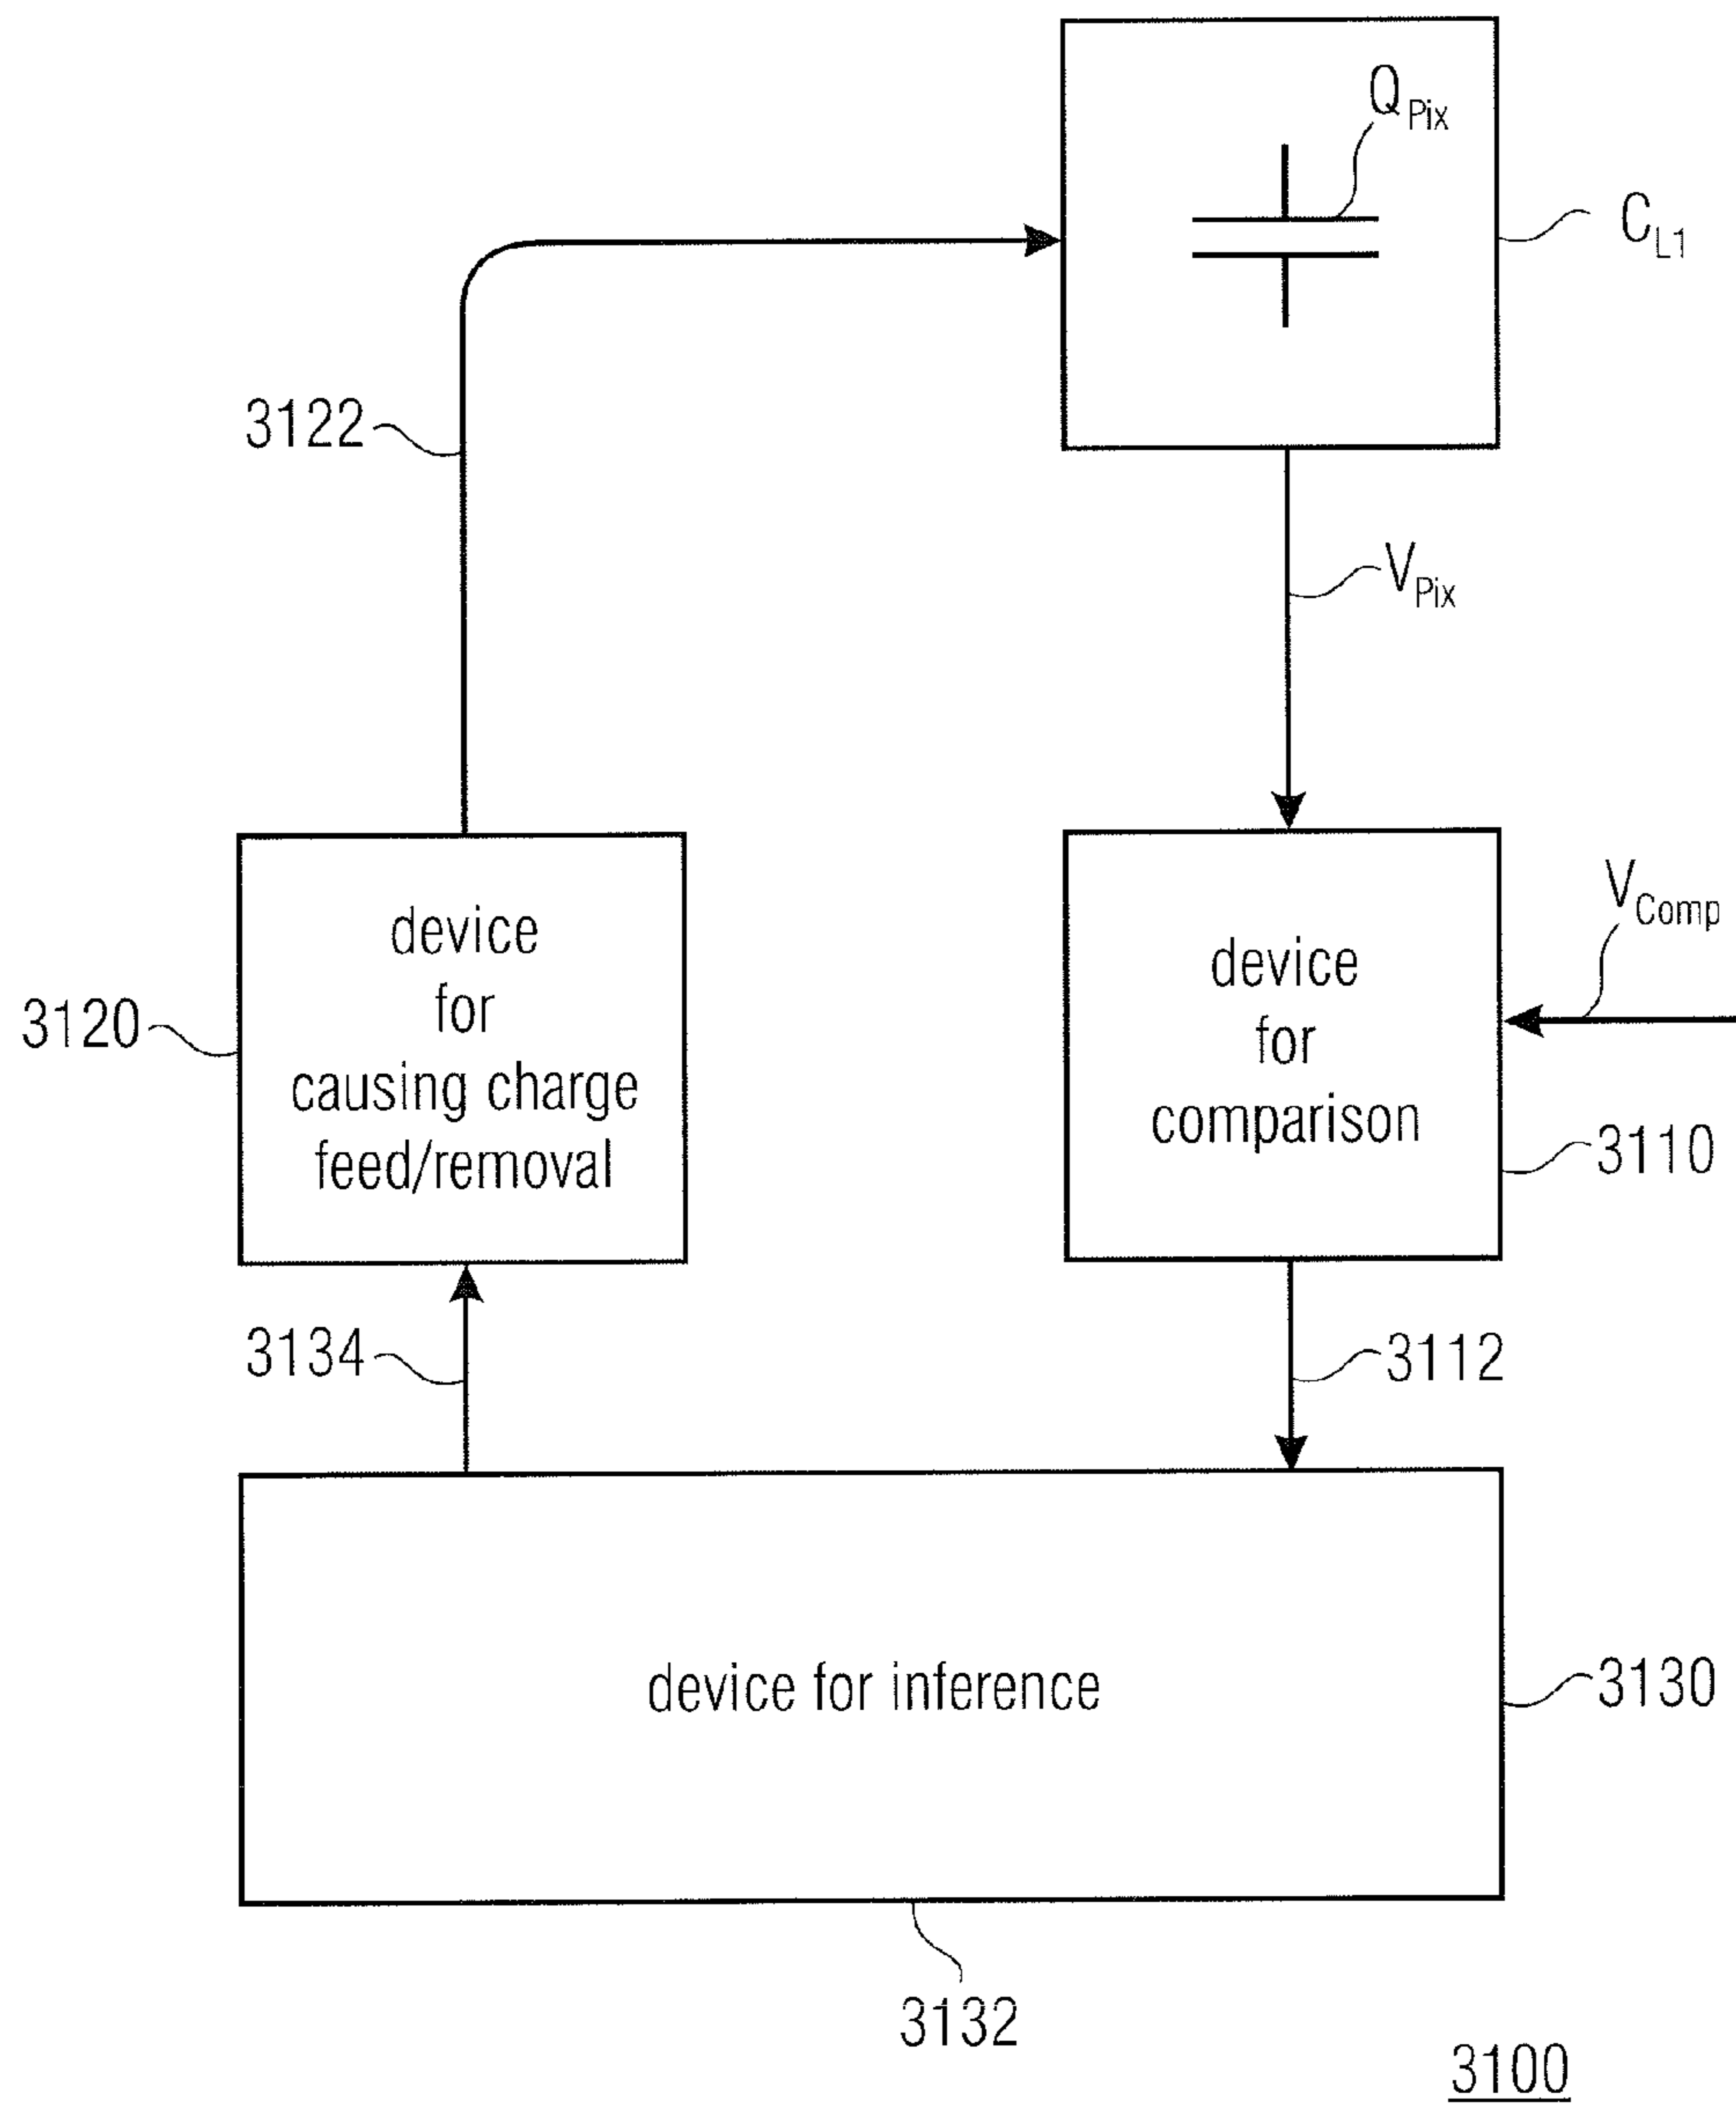 Q_Pix
C_L1
3122
V_Pix
V_Comp
device
for
causing charge
feed/removal
3120
device
for
comparison
3110
3134
3112
device for inference
3130
3132
3100